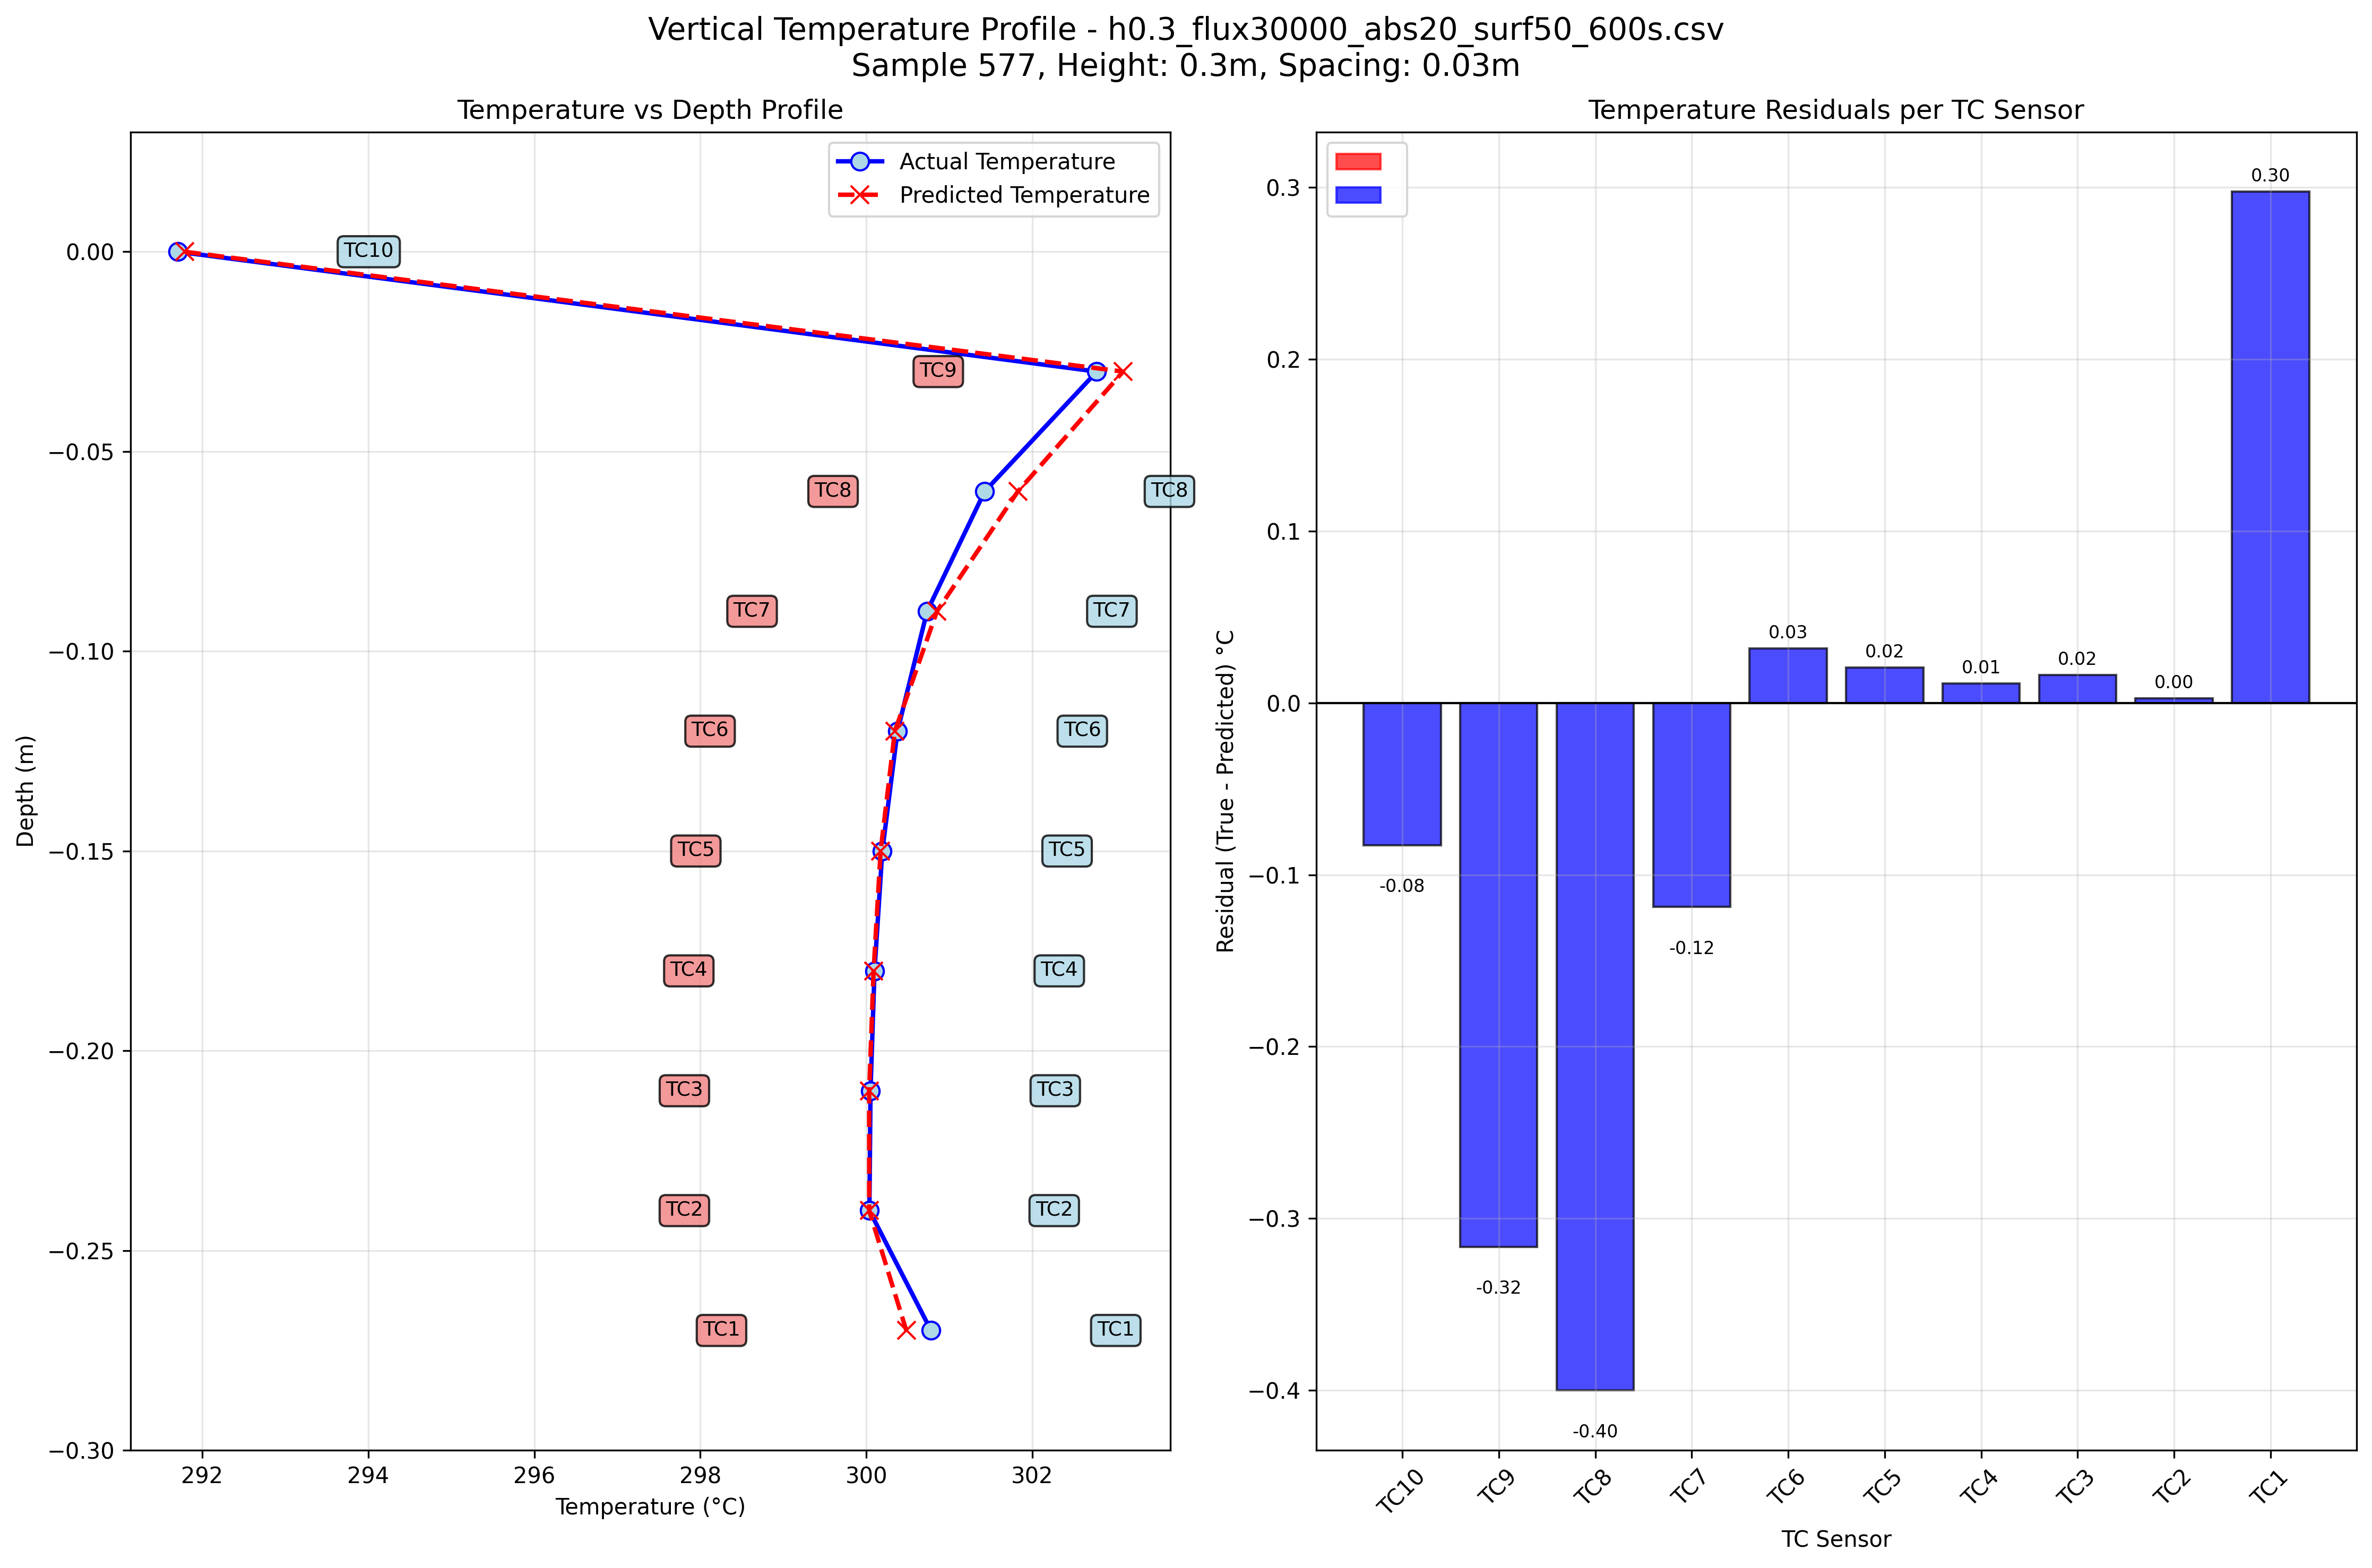 Vertical Temperature Profile - h0.3_flux30000_abs20_surf50_600s.csv
Sample 577, Height: 0.3m, Spacing: 0.03m
Temperature vs Depth Profile
Actual Temperature
Predicted Temperature
TC10
TC9
TC8
TC8
TC7
TC7
TC6
TC6
TC5
TC5
TC4
TC4
TC3
TC3
TC2
TC2
TC1
TC1
0.00
−0.05
−0.10
−0.15
−0.20
−0.25
−0.30
Depth (m)
292
294
296
298
300
302
Temperature (°C)
Temperature Residuals per TC Sensor
0.3
0.2
0.1
0.0
−0.1
−0.2
−0.3
−0.4
Residual (True - Predicted) °C
-0.08
-0.32
-0.40
-0.12
0.03
0.02
0.01
0.02
0.00
0.30
TC10
TC9
TC8
TC7
TC6
TC5
TC4
TC3
TC2
TC1
TC Sensor